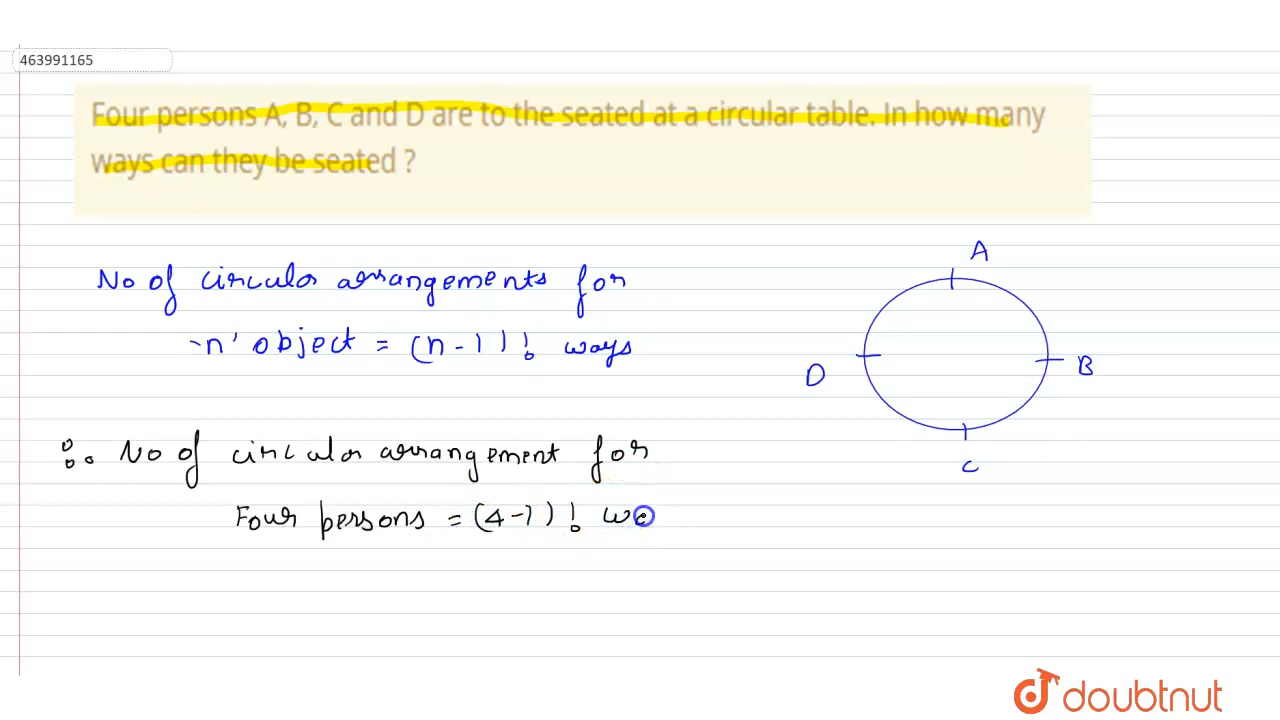 463991165
Four persons A, B, C and D are to the seated at a circular table. In how many
ways can they be seated ?
No of circular arrangements for
'n' object = (n-1)! ways
∴ No of circular arrangement for
Four persons = (4-1)! wa
A
B
C
D
doubtnut